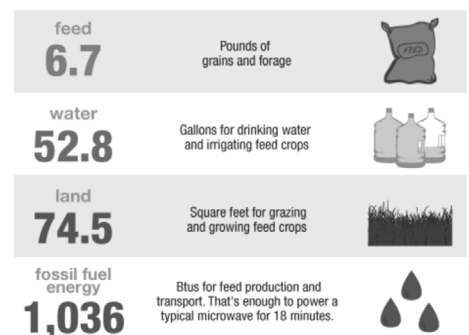 feed
6.7
Pounds of
grains and forage
FEED
water
52.8
Gallons for drinking water
and irrigating feed crops
land
74.5
Square feet for grazing
and growing feed crops
fossil fuel
energy
1,036
Btus for feed production and
transport. That's enough to power a
typical microwave for 18 minutes.